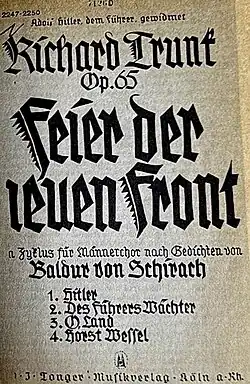 2247-2250
Adolf Hitler, dem Führer, gewidmet
Richard Trunk
Op. 65
Feier der
neuen Front
Zyklus für Männerchor nach Gedichten von
Baldur von Schirach
1. Hitler
2. Des Führers Wächter
3. O Land
4. Horst Wessel
J. Tonger Musikverlag Köln a-Rh.